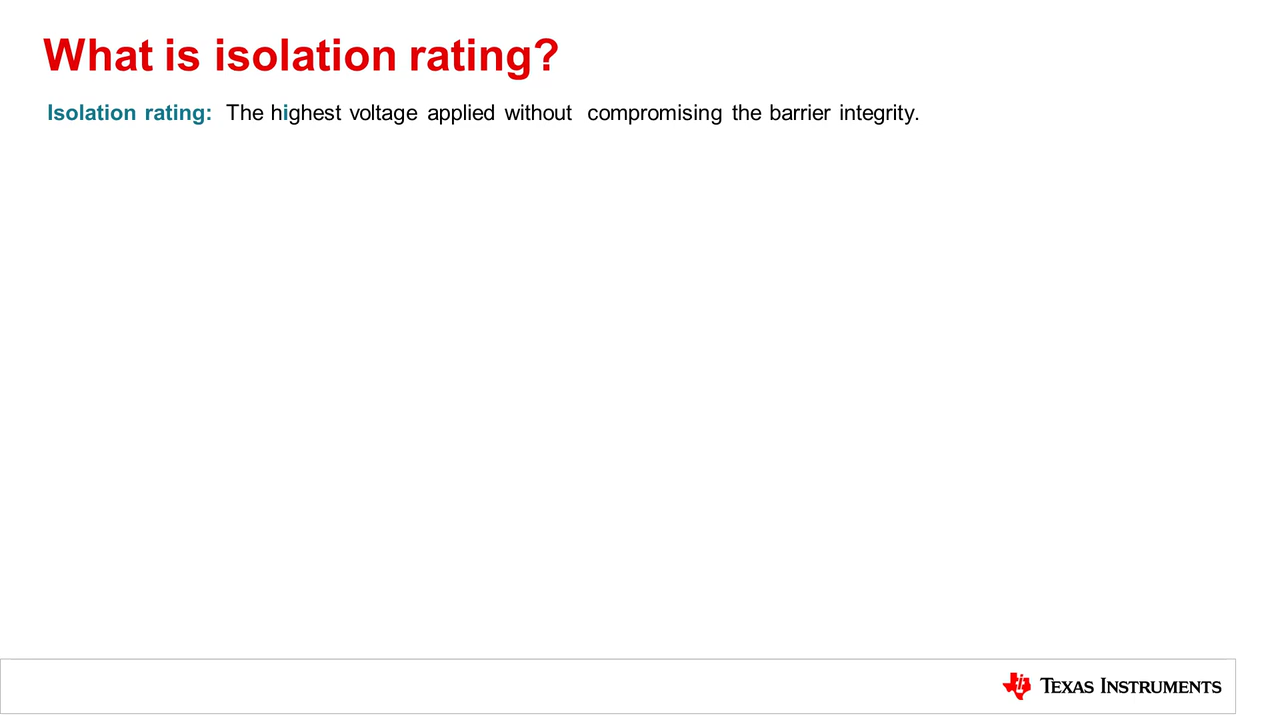 What is isolation rating?
Isolation rating: The highest voltage applied without compromising the barrier integrity.
TEXAS INSTRUMENTS